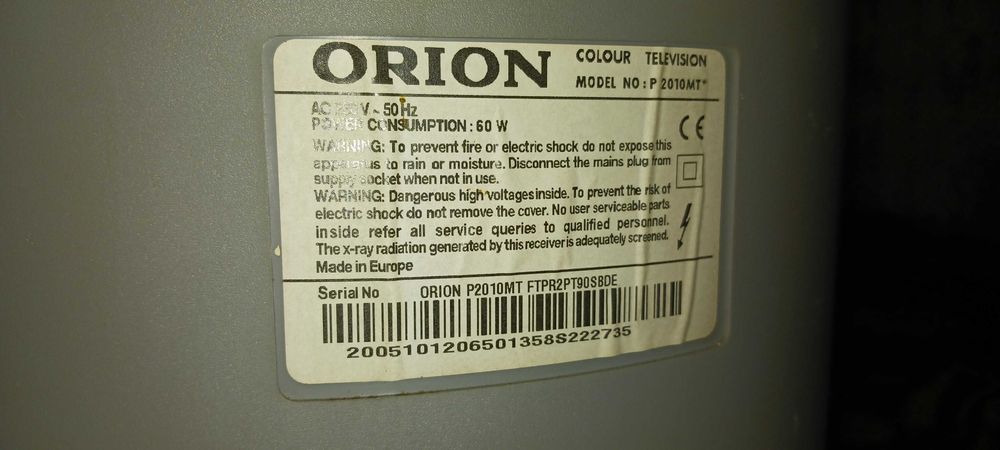 ORION
COLOUR TELEVISION
MODEL NO : P 2010MT*
AC V ~ 50 Hz
POWER CONSUMPTION : 60 W
CE
WARNING: To prevent fire or electric shock do not expose this
apparatus to rain or moisture. Disconnect the mains plug from
supply socket when not in use.
WARNING: Dangerous high voltages inside. To prevent the risk of
electric shock do not remove the cover. No user serviceable parts
inside refer all service queries to qualified personnel.
The x-ray radiation generated by this receiver is adequately screened.
Made in Europe
Serial No ORION P2010MT FTPR2PT90SBDE
2005101206501358S222735